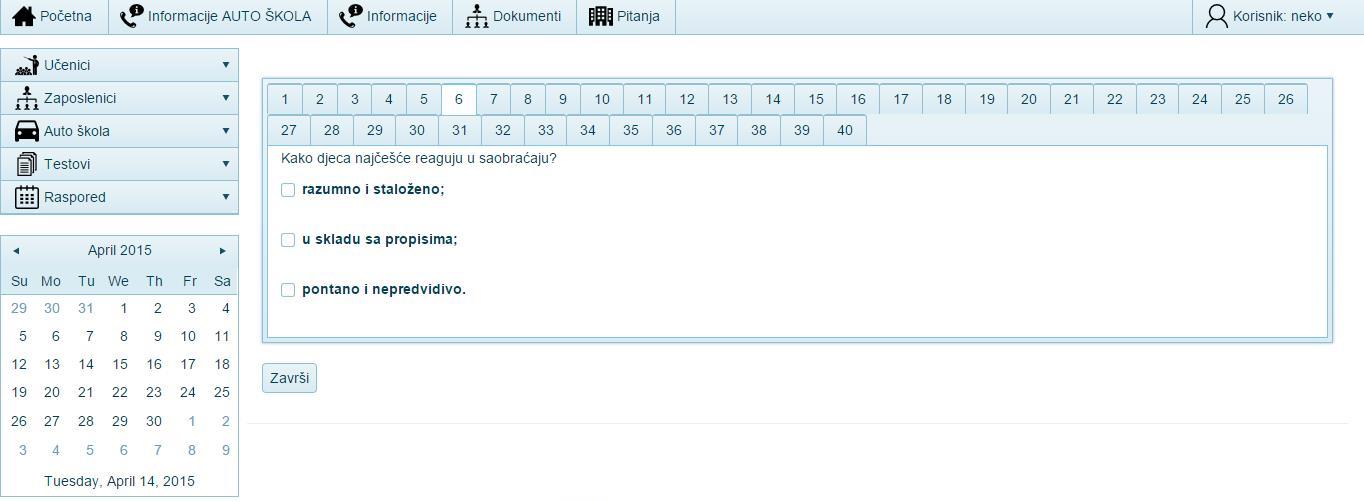 Početna Informacije AUTO ŠKOLA Informacije Dokumenti Pitanja Korisnik: neko
Učenici
Zaposlenici
Auto škola
Testovi
Raspored
April 2015
Su Mo Tu We Th Fr Sa
29 30 31 1 2 3 4
5 6 7 8 9 10 11
12 13 14 15 16 17 18
19 20 21 22 23 24 25
26 27 28 29 30 1 2
3 4 5 6 7 8 9
Tuesday, April 14, 2015
1 2 3 4 5 6 7 8 9 10 11 12 13 14 15 16 17 18 19 20 21 22 23 24 25 26
27 28 29 30 31 32 33 34 35 36 37 38 39 40
Kako djeca najčešće reaguju u saobraćaju?
razumno i staloženo;
u skladu sa propisima;
pontano i nepredvidivo.
Završi